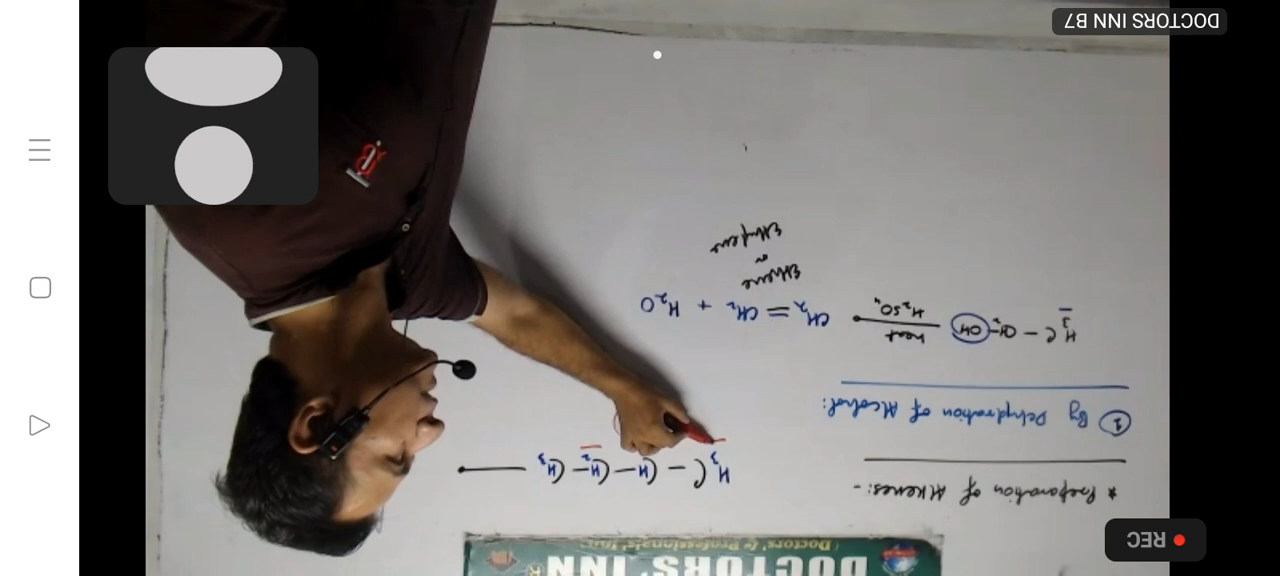 REC
DOCTORS' INN
(Doctors' & Professionals' Inn)
* Preparation of Alkenes:-
① By Dehydration of Alcohol:
H₃C – CH₂ – OH heat H₂SO₄ CH₂ = CH₂ + H₂O
Ethene
or
Ethylene
H₃C – CH – CH₂ – CH₃
DOCTORS INN B7